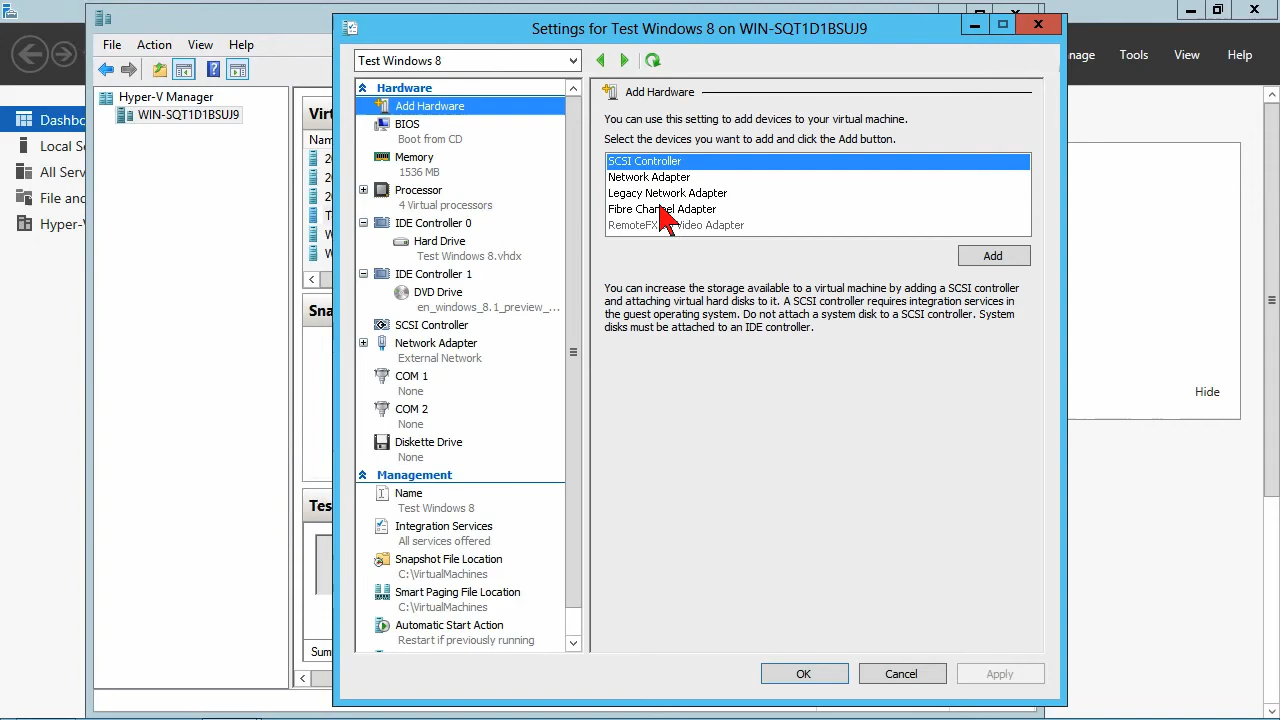 Settings for Test Windows 8 on WIN-SQT1D1BSUJ9
File Action View Help
Tools View Help
Dashbo
Local S
All Serv
File and
Hyper-V
Hyper-V Manager
WIN-SQT1D1BSUJ9
Virt
Nam
Sna
Tes
Sum
Hide
Test Windows 8
Hardware
Add Hardware
BIOS
Boot from CD
Memory
1536 MB
Processor
4 Virtual processors
IDE Controller 0
Hard Drive
Test Windows 8.vhdx
IDE Controller 1
DVD Drive
en_windows_8.1_preview_...
SCSI Controller
Network Adapter
External Network
COM 1
None
COM 2
None
Diskette Drive
None
Management
Name
Test Windows 8
Integration Services
All services offered
Snapshot File Location
C:\VirtualMachines
Smart Paging File Location
C:\VirtualMachines
Automatic Start Action
Restart if previously running
Add Hardware
You can use this setting to add devices to your virtual machine.
Select the devices you want to add and click the Add button.
SCSI Controller
Network Adapter
Legacy Network Adapter
Fibre Channel Adapter
RemoteFX Video Adapter
Add
You can increase the storage available to a virtual machine by adding a SCSI controller
and attaching virtual hard disks to it. A SCSI controller requires integration services in
the guest operating system. Do not attach a system disk to a SCSI controller. System
disks must be attached to an IDE controller.
OK Cancel Apply